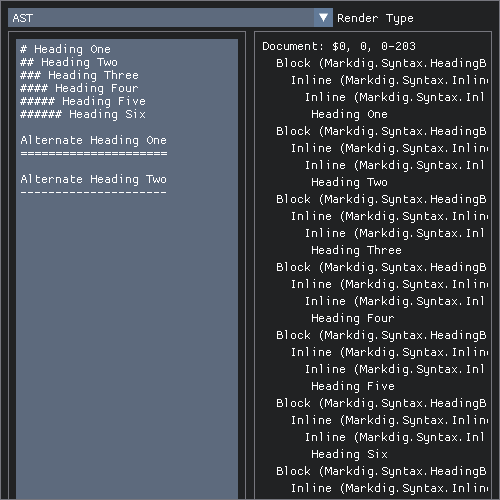 AST
Render Type
# Heading One
## Heading Two
### Heading Three
#### Heading Four
##### Heading Five
###### Heading Six
Alternate Heading One
=====================
Alternate Heading Two
---------------------
Document: $0, 0, 0-203
Block (Markdig.Syntax.HeadingB
Inline (Markdig.Syntax.Inlin
Inline (Markdig.Syntax.Inl
Heading One
Block (Markdig.Syntax.HeadingB
Inline (Markdig.Syntax.Inlin
Inline (Markdig.Syntax.Inl
Heading Two
Block (Markdig.Syntax.HeadingB
Inline (Markdig.Syntax.Inlin
Inline (Markdig.Syntax.Inl
Heading Three
Block (Markdig.Syntax.HeadingB
Inline (Markdig.Syntax.Inlin
Inline (Markdig.Syntax.Inl
Heading Four
Block (Markdig.Syntax.HeadingB
Inline (Markdig.Syntax.Inlin
Inline (Markdig.Syntax.Inl
Heading Five
Block (Markdig.Syntax.HeadingB
Inline (Markdig.Syntax.Inlin
Inline (Markdig.Syntax.Inl
Heading Six
Block (Markdig.Syntax.HeadingB
Inline (Markdig.Syntax.Inlin